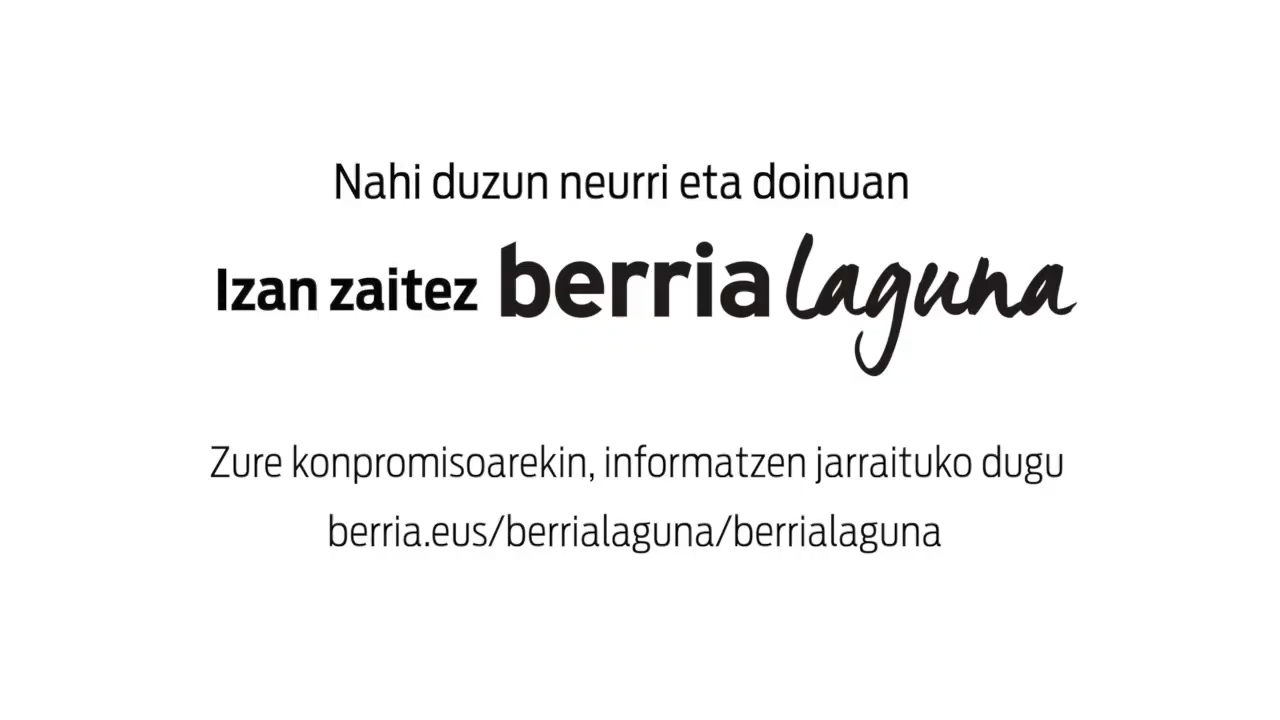 Nahi duzun neurri eta doinuan
Izan zaitez berria laguna
Zure konpromisoarekin, informatzen jarraituko dugu
berria.eus/berrialaguna/berrialaguna